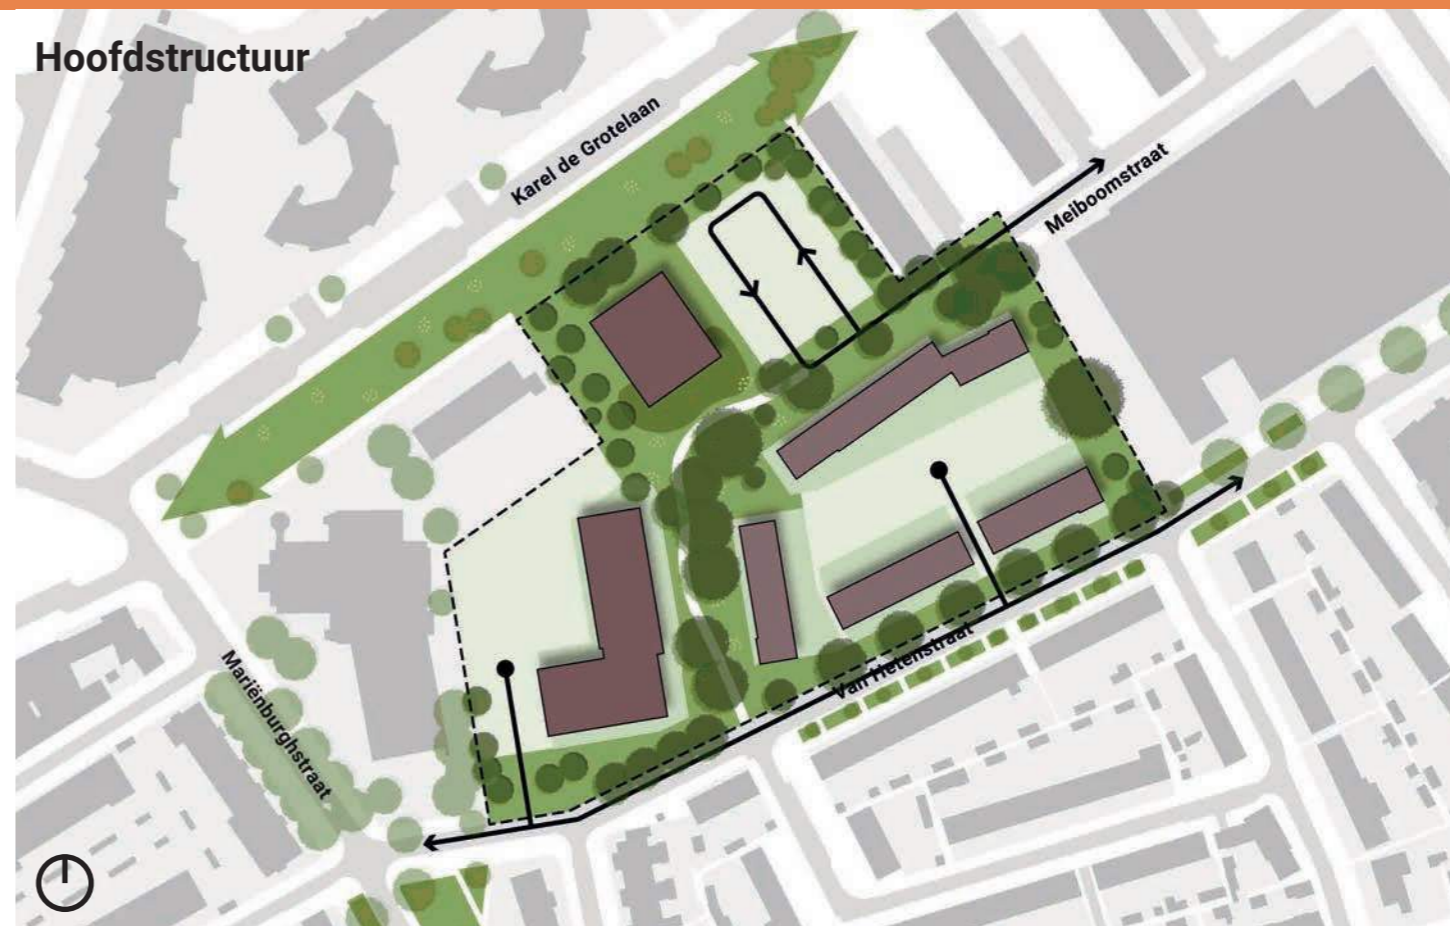 Hoofdstructuur
Karel de Grotelaan
Meiboomstraat
Van Hetenstraat
Mariënburghstraat